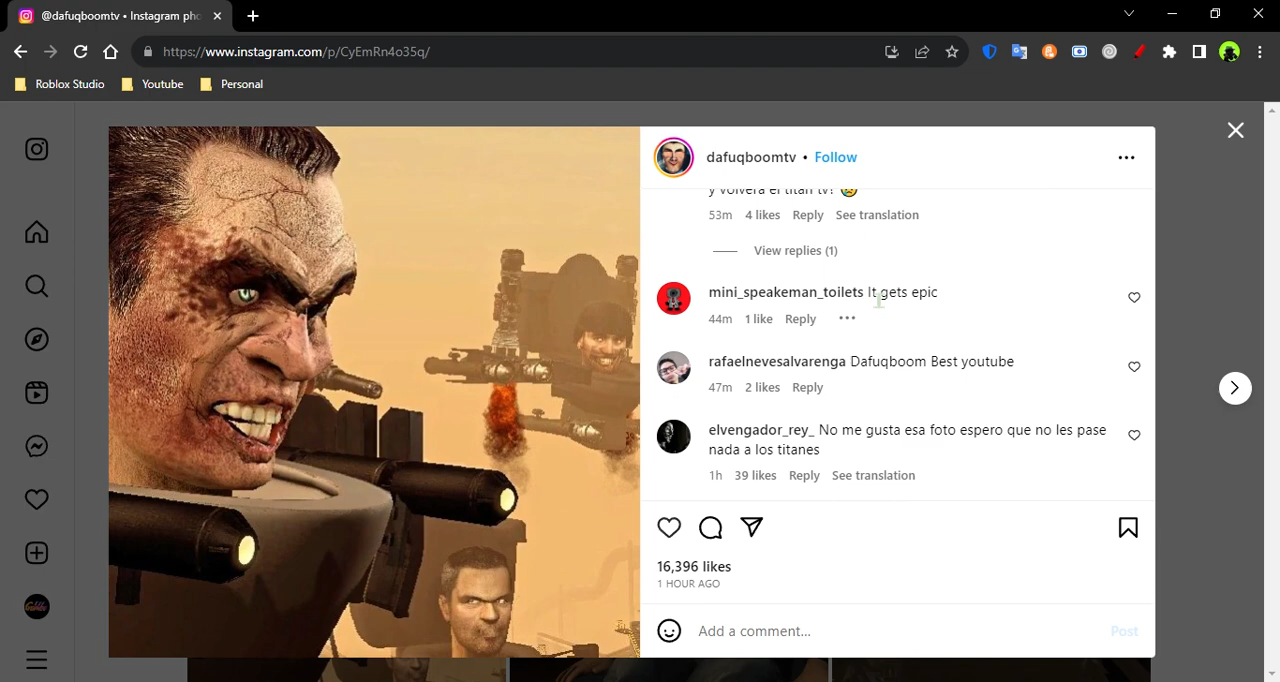 @dafuqboomtv • Instagram pho
https://www.instagram.com/p/CyEmRn4o35q/
Roblox Studio Youtube Personal
dafuqboomtv • Follow
y volverá el titan tv? 😢
53m 4 likes Reply See translation
View replies (1)
mini_speakeman_toilets It gets epic
44m 1 like Reply
rafaelnevesalvarenga Dafuqboom Best youtube
47m 2 likes Reply
elvengador_rey_ No me gusta esa foto espero que no les pase
nada a los titanes
1h 39 likes Reply See translation
16,396 likes
1 HOUR AGO
Add a comment...
Post